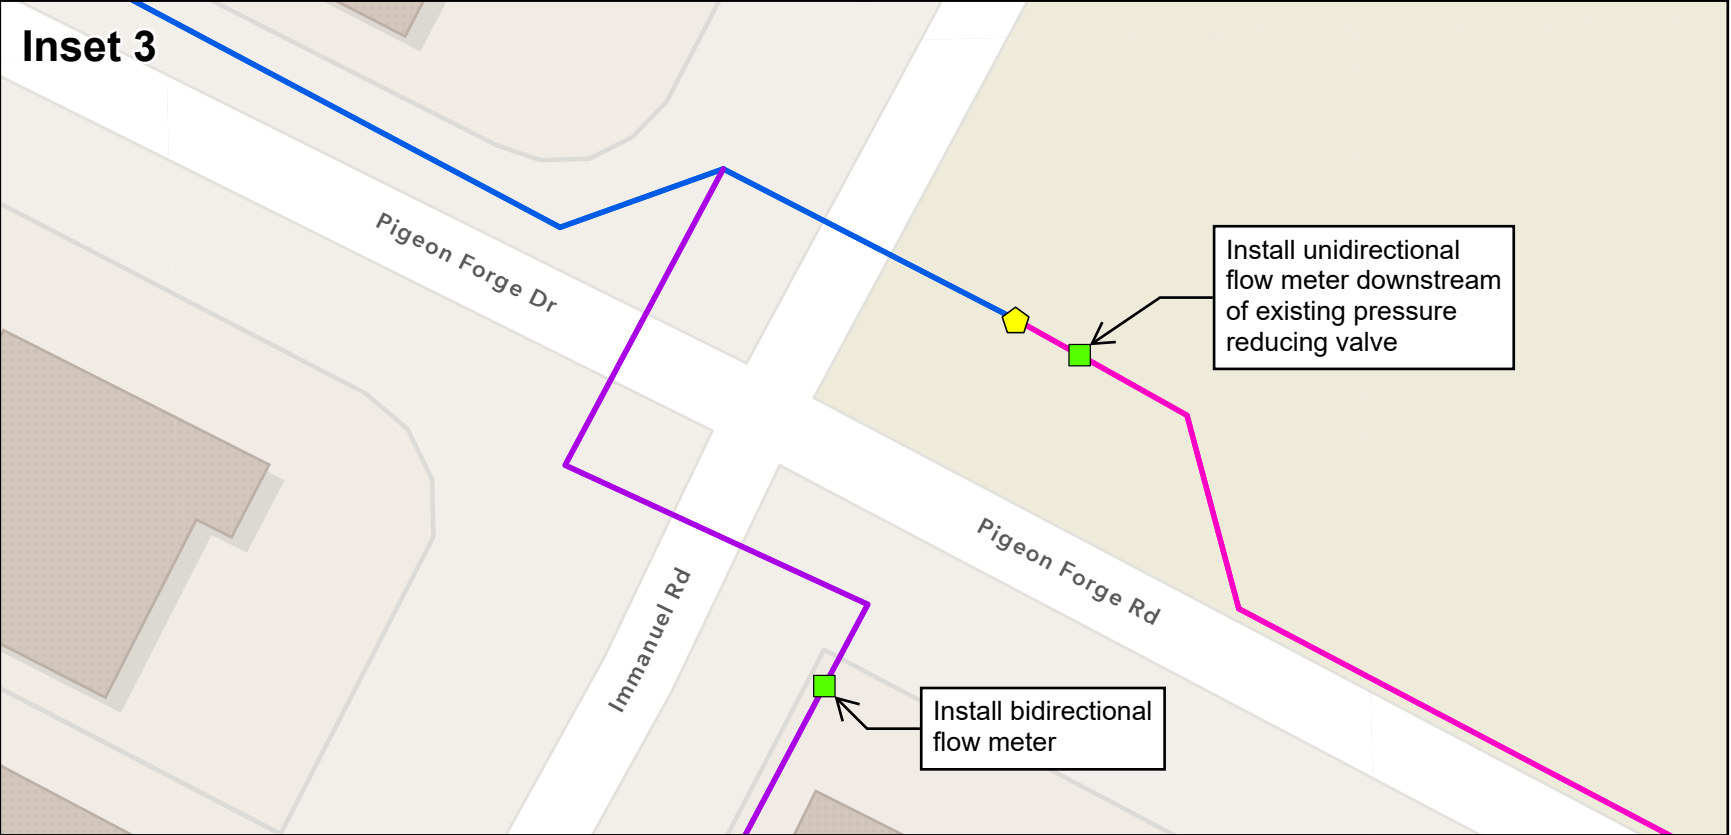 Inset 3
Pigeon Forge Dr
Install unidirectional
flow meter downstream
of existing pressure
reducing valve
Pigeon Forge Rd
Immanuel Rd
Install bidirectional
flow meter